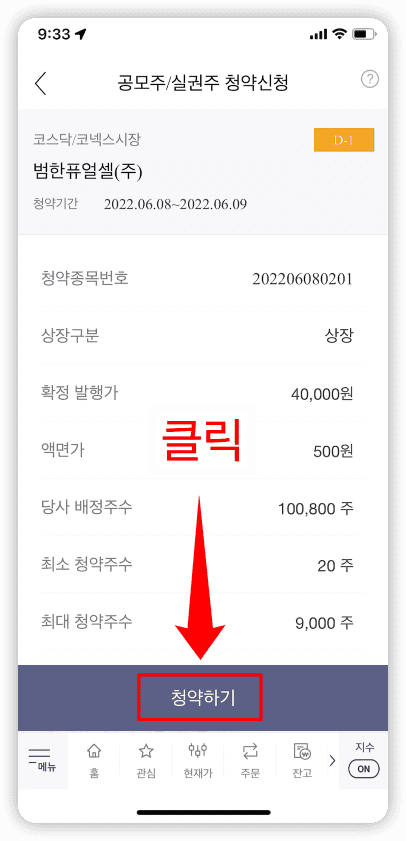 9:33
공모주/실권주 청약신청
?
코스닥/코넥스시장
D-1
범한퓨얼셀(주)
청약기간 2022.06.08~2022.06.09
청약종목번호 202206080201
상장구분 상장
확정 발행가 40,000원
클릭
액면가 500원
당사 배정주수 100,800 주
최소 청약주수 20 주
최대 청약주수 9,000 주
청약하기
메뉴 홈 관심 현재가 주문 잔고 지수
ON